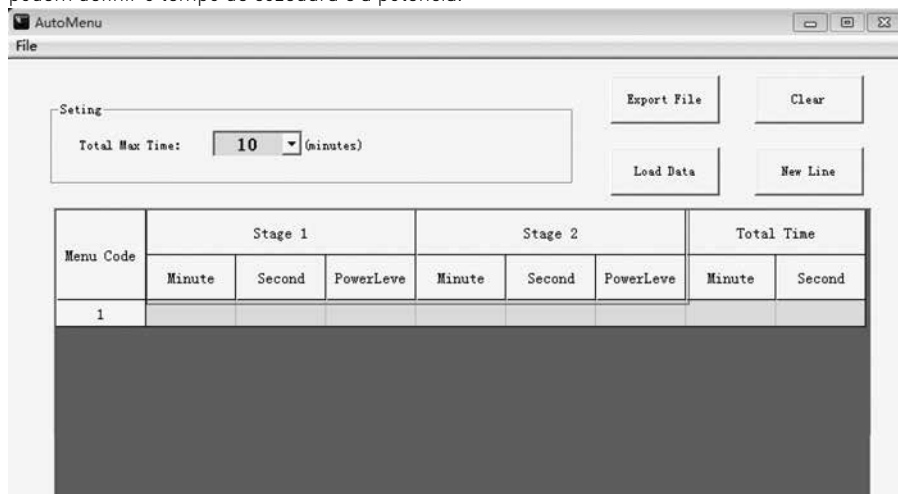 podem definir o tempo de cozedura e a potência.
AutoMenu
File
Export File
Clear
Seting
Total Max Time:
10
(minutes)
Load Data
New Line
Menu Code
Stage 1
Stage 2
Total Time
Minute
Second
PowerLeve
Minute
Second
PowerLeve
Minute
Second
1